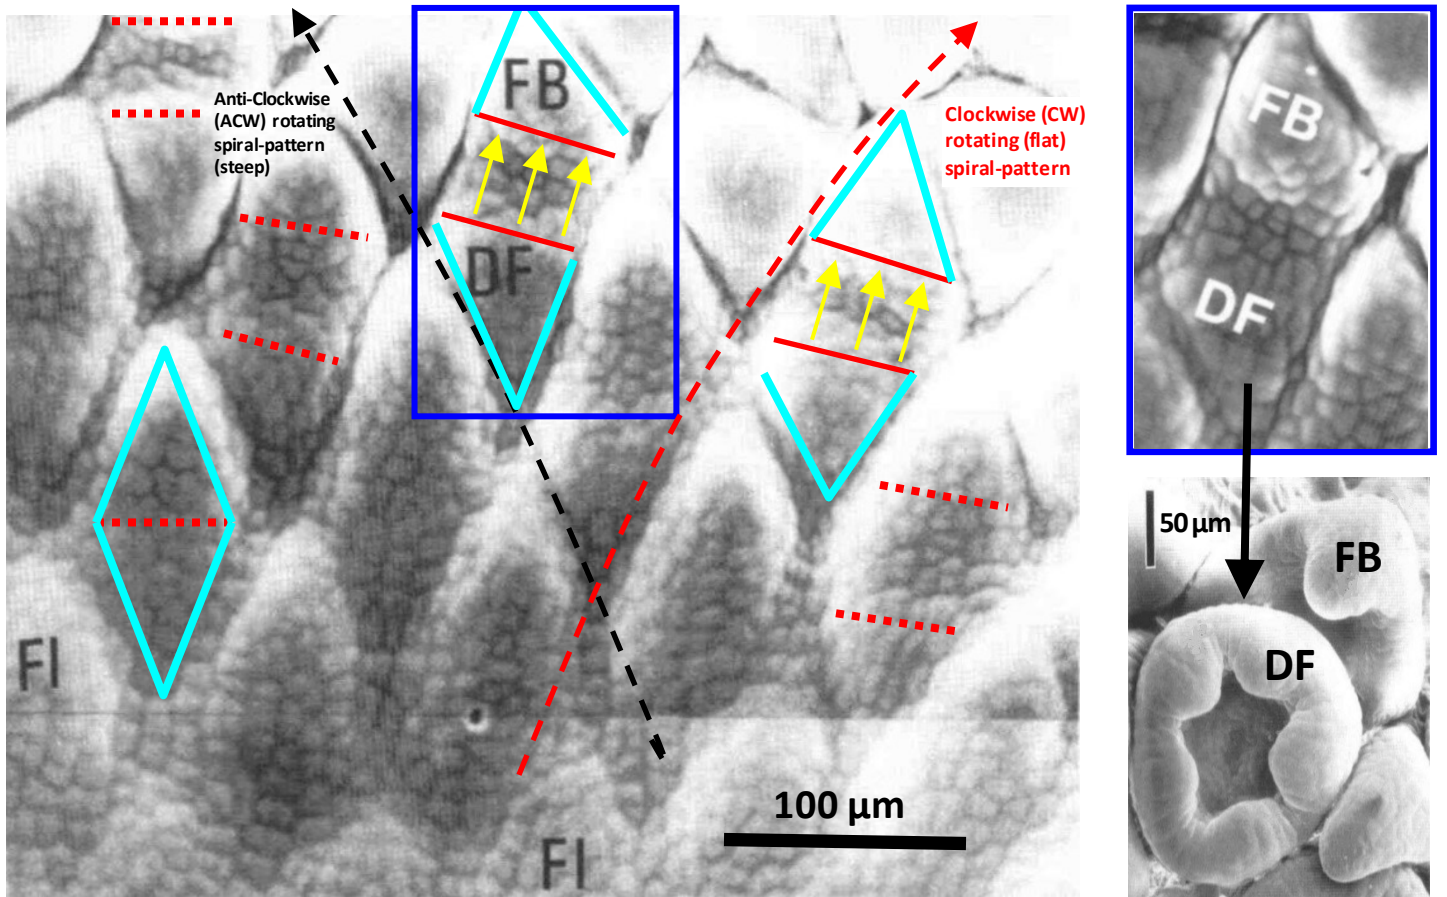 FB
Anti-Clockwise
(ACW) rotating
spiral-pattern
(steep)
Clockwise (CW)
rotating (flat)
spiral-pattern
DF
FI
100 µm
FI
FB
DF
50 µm
FB
DF